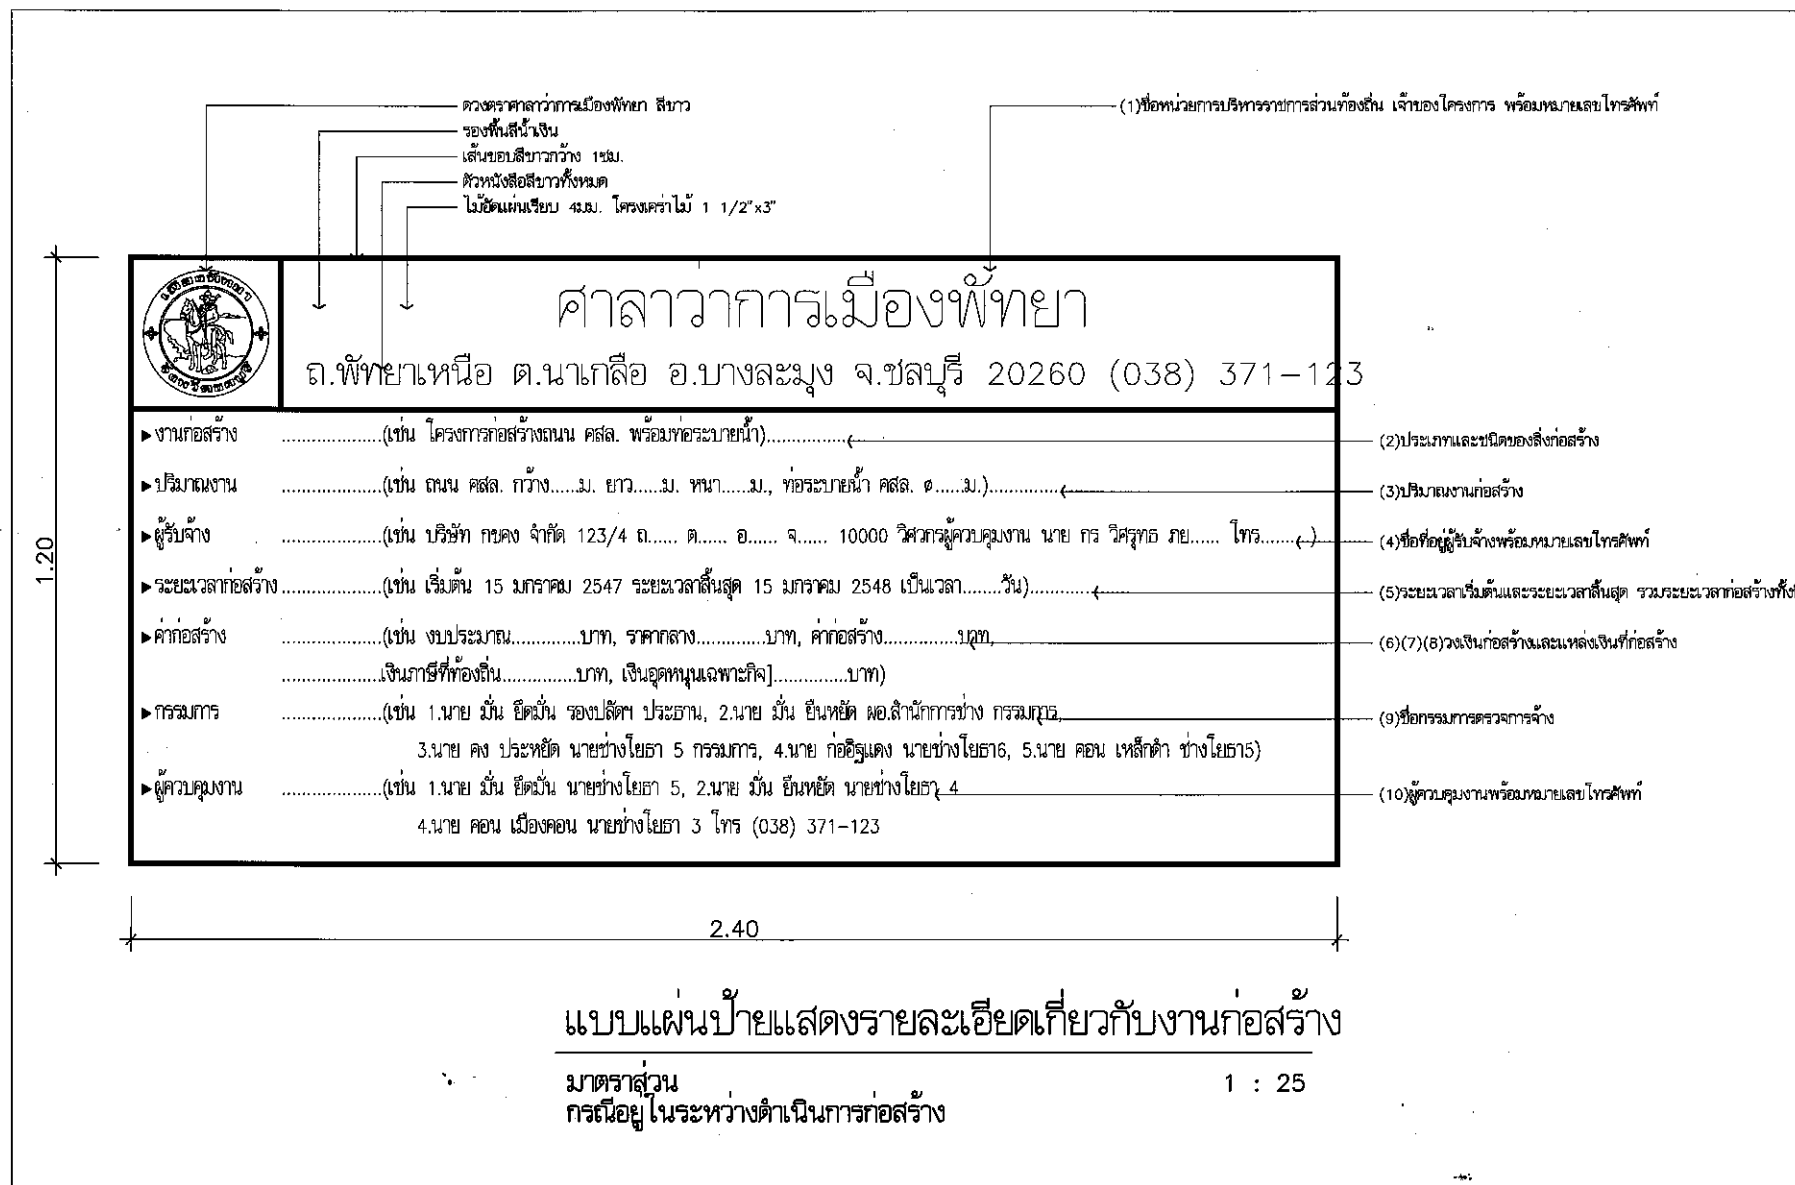 ดวงตราศาลาว่าการเมืองพัทยา สีขาว
รองพื้นสีน้ำเงิน
เส้นขอบสีขาวกว้าง 1ซม.
ตัวหนังสือสีขาวทั้งหมด
ไม้อัดแผ่นเรียบ 4มม. โครงเคร่าไม้ 1 1/2"x3"
(1)ชื่อหน่วยการบริหารราชการส่วนท้องถิ่น เจ้าของโครงการ พร้อมหมายเลขโทรศัพท์
ศาลาวาการเมืองพัทยา
ถ.พัทยาเหนือ ต.นาเกลือ อ.บางละมุง จ.ชลบุรี 20260 (038) 371-123
▶งานก่อสร้าง ..................(เช่น โครงการก่อสร้างถนน คสล. พร้อมท่อระบายน้ำ)..............
(2)ประเภทและชนิดของสิ่งก่อสร้าง
▶ปริมาณงาน ..................(เช่น ถนน คสล. กว้าง.....ม. ยาว.....ม. หนา.....ม., ท่อระบายน้ำ คสล. ø.....ม.)............
(3)ปริมาณงานก่อสร้าง
▶ผู้รับจ้าง ..................(เช่น บริษัท กขคง จำกัด 123/4 ถ...... ต...... อ...... จ...... 10000 วิศวกรผู้ควบคุมงาน นาย กร วิศรุทธ ภย...... โทร.......)
(4)ชื่อที่อยู่ผู้รับจ้างพร้อมหมายเลขโทรศัพท์
▶ระยะเวลาก่อสร้าง..................(เช่น เริ่มต้น 15 มกราคม 2547 ระยะเวลาสิ้นสุด 15 มกราคม 2548 เป็นเวลา.......วัน)............
(5)ระยะเวลาเริ่มต้นและระยะเวลาสิ้นสุด รวมระยะเวลาก่อสร้างทั้ง
▶ค่าก่อสร้าง ..................(เช่น งบประมาณ............บาท, ราคากลาง............บาท, ค่าก่อสร้าง.............บาท,
(6)(7)(8)วงเงินก่อสร้างและแหล่งเงินที่ก่อสร้าง
..................เงินภาษีที่ท้องถิ่น.............บาท, เงินอุดหนุนเฉพาะกิจ].............บาท)
▶กรรมการ ..................(เช่น 1.นาย มั่น ยึดมั่น รองปลัดฯ ประธาน, 2.นาย มั่น ยืนหยัด ผอ.สำนักการช่าง กรรมการ,
(9)ชื่อกรรมการตรวจการจ้าง
3.นาย คง ประหยัด นายช่างโยธา 5 กรรมการ, 4.นาย ก่ออิฐแดง นายช่างโยธา6, 5.นาย คอน เหล็กดำ ช่างโยธา5)
▶ผู้ควบคุมงาน ..................(เช่น 1.นาย มั่น ยึดมั่น นายช่างโยธา 5, 2.นาย มั่น ยืนหยัด นายช่างโยธา 4
(10)ผู้ควบคุมงานพร้อมหมายเลขโทรศัพท์
4.นาย คอน เมืองคอน นายช่างโยธา 3 โทร (038) 371-123
1.20
2.40
แบบแผ่นป้ายแสดงรายละเอียดเกี่ยวกับงานก่อสร้าง
มาตราส่วน 1 : 25
กรณีอยู่ในระหว่างดำเนินการก่อสร้าง